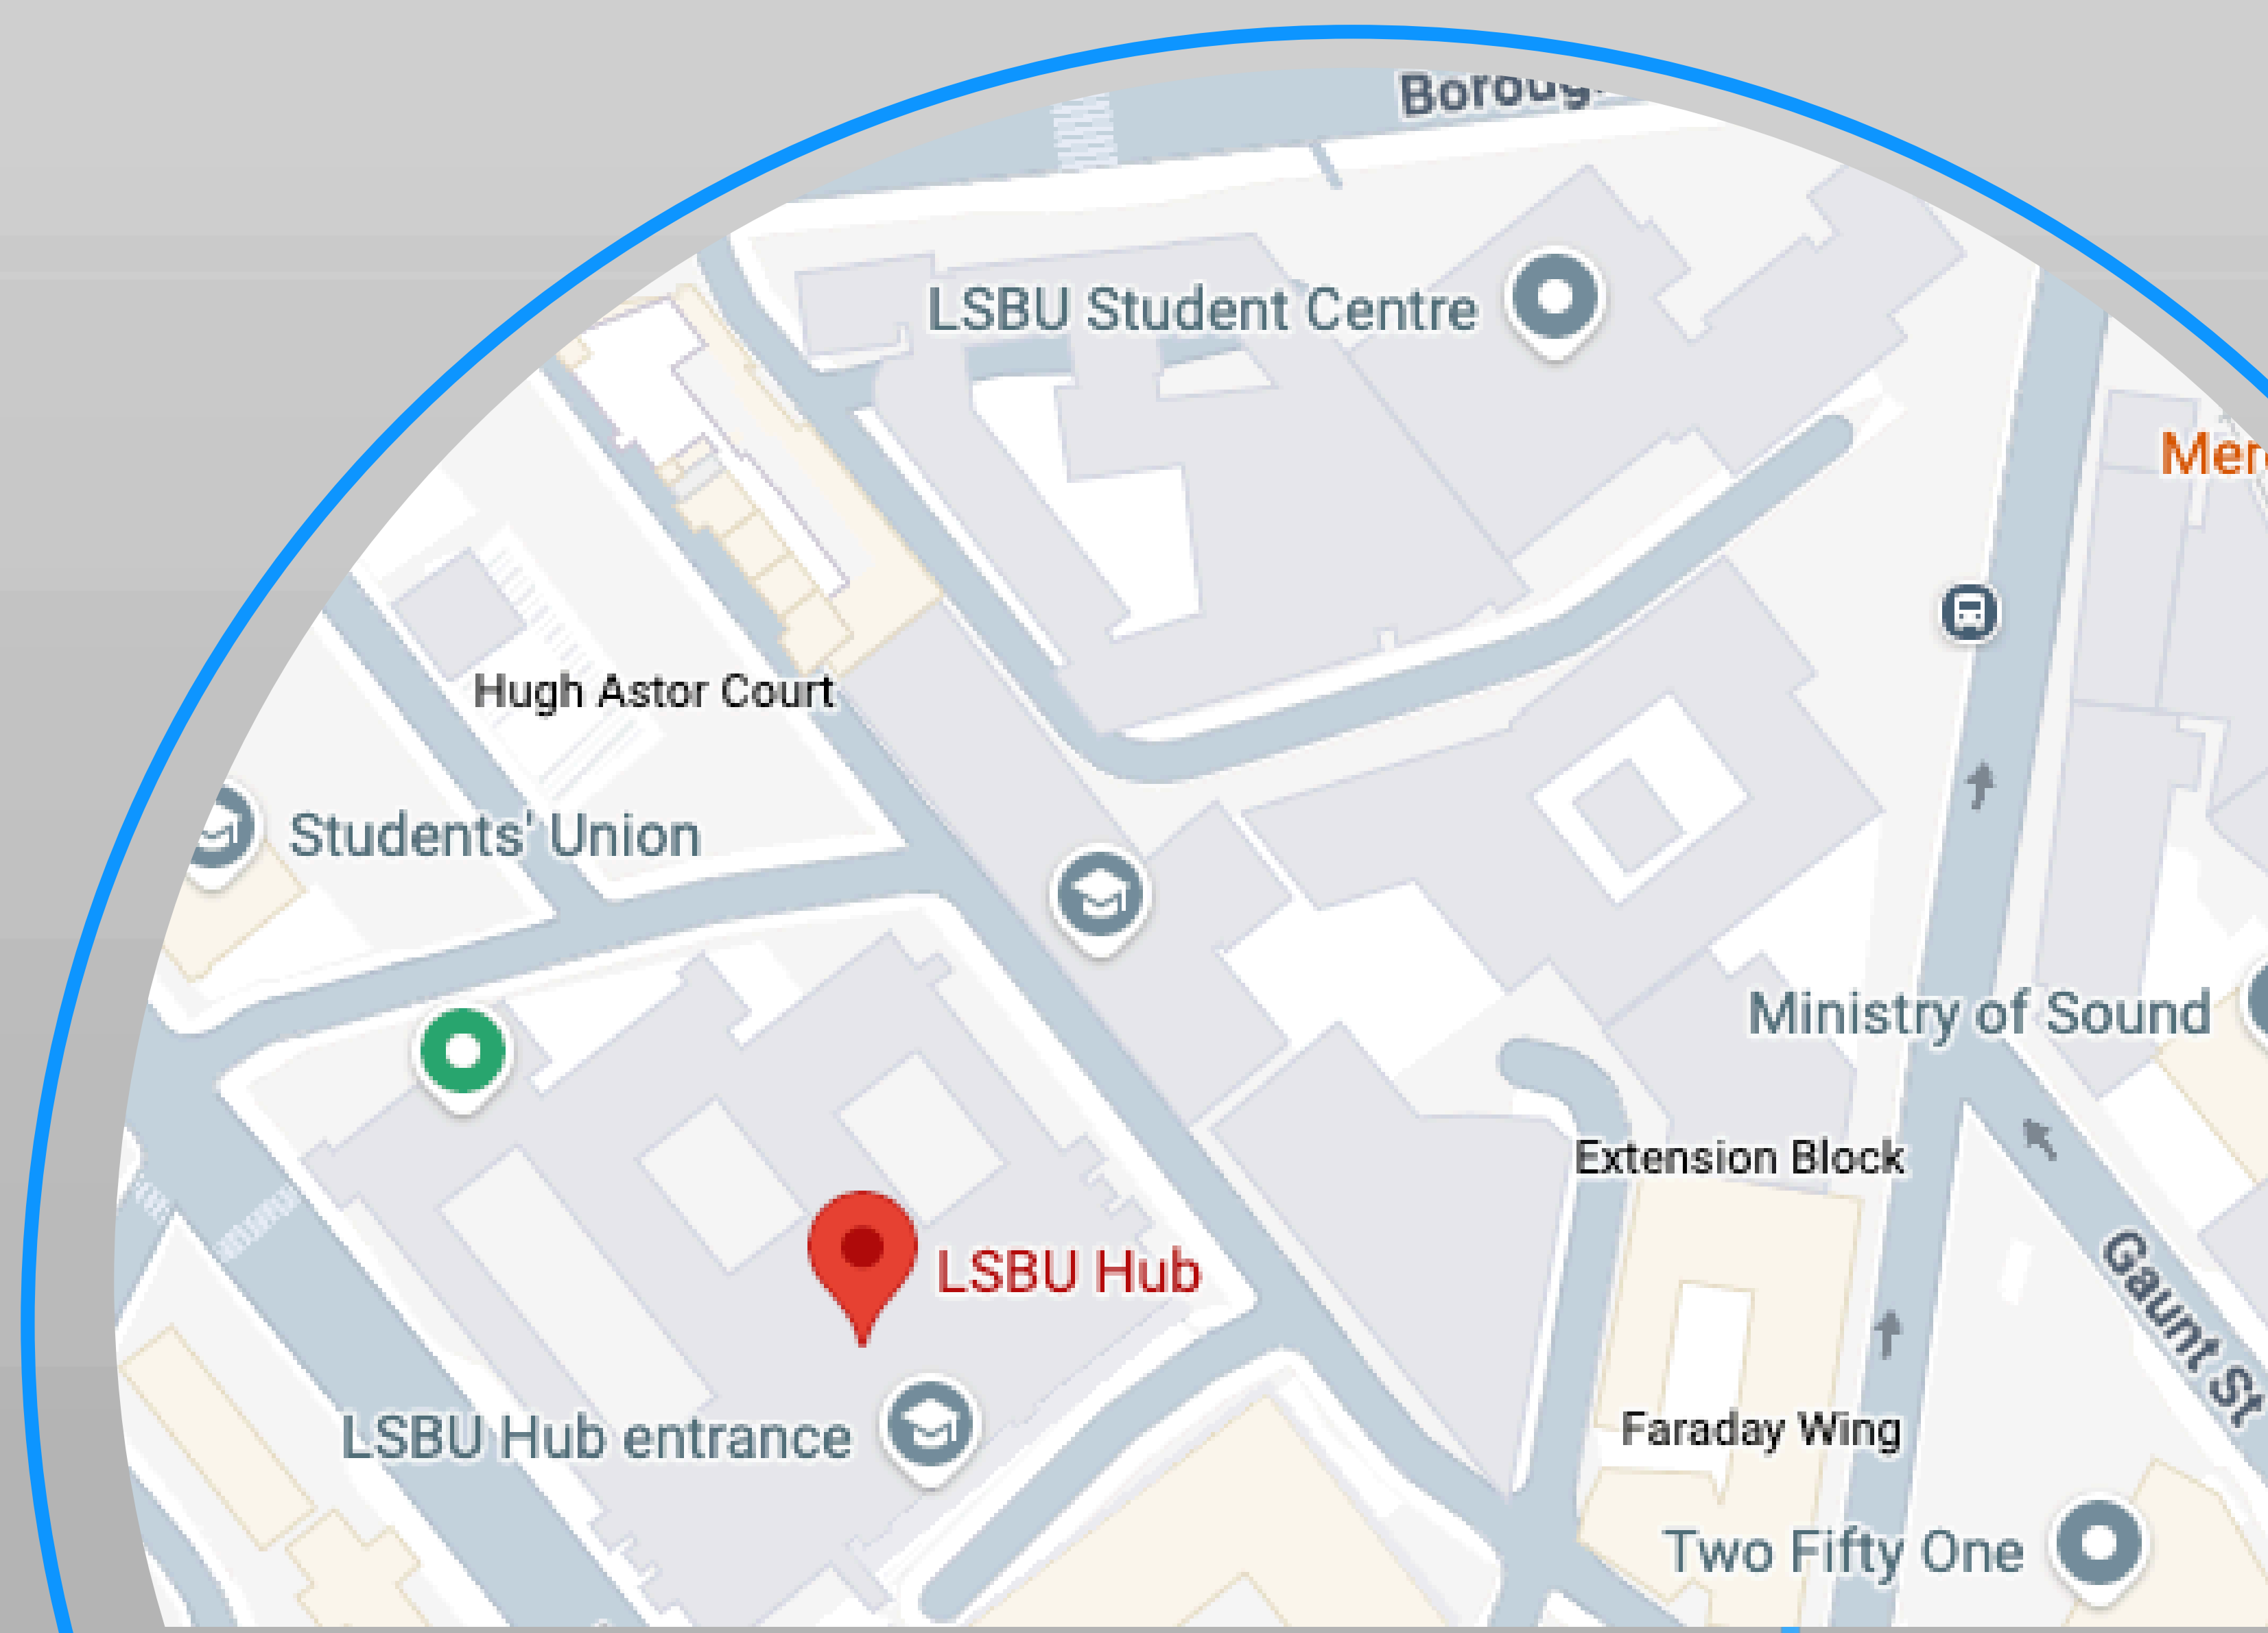 LSBU Student Centre
Hugh Astor Court
Students' Union
Ministry of Sound
Extension Block
LSBU Hub
Gaunt St
LSBU Hub entrance
Faraday Wing
Two Fifty One